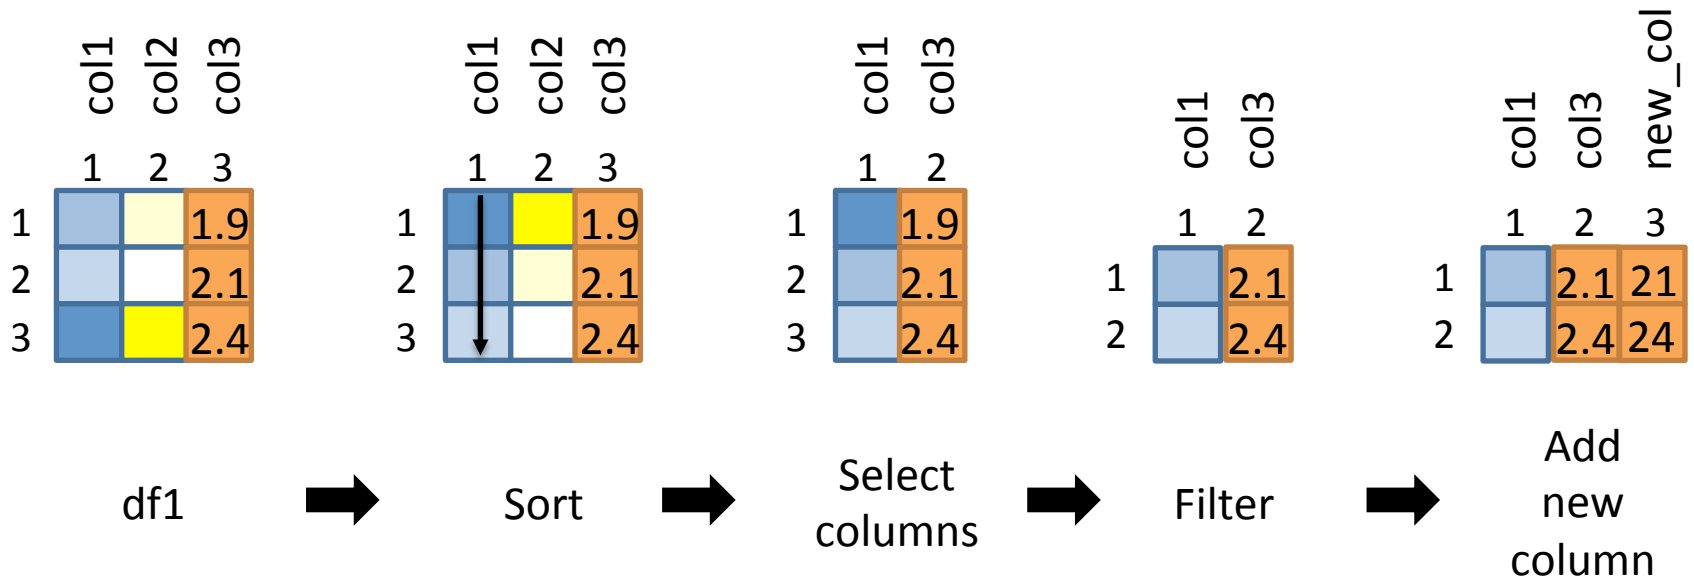 col1 col2 col3
1 2 3
1 1.9
2 2.1
3 2.4
df1
col1 col2 col3
1 2 3
1 1.9
2 2.1
3 2.4
Sort
col1 col3
1 2
1 1.9
2 2.1
3 2.4
Select
columns
col1 col3
1 2
1 2.1
2 2.4
Filter
col1 col3 new_col
1 2 3
1 2.1 21
2 2.4 24
Add
new
column